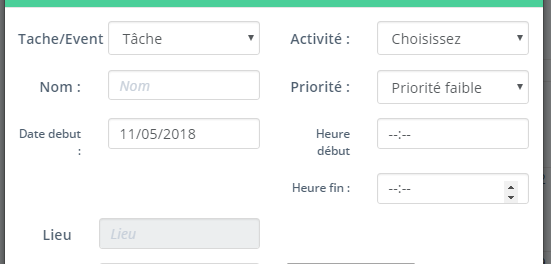 Tache/Event Tâche Activité : Choisissez
Nom : Nom Priorité : Priorité faible
Date debut : 11/05/2018 Heure début --:--
Heure fin : --:--
Lieu Lieu